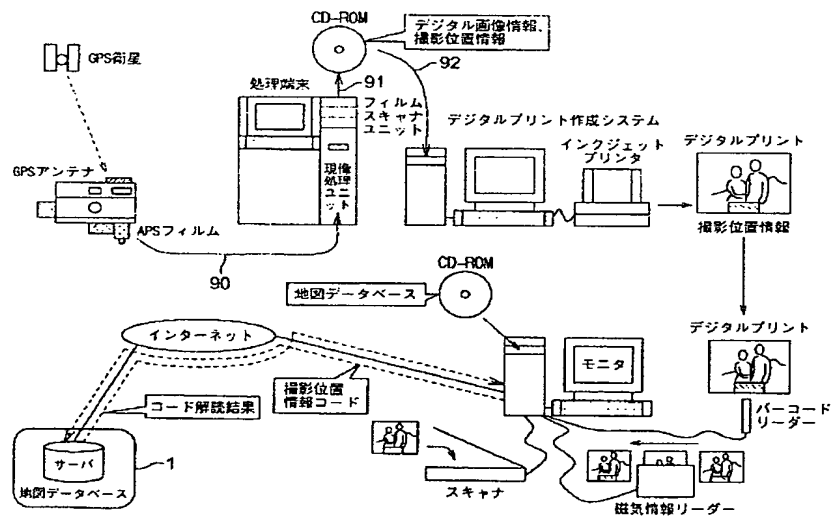 CD-ROM
デジタル画像情報、
撮影位置情報
GPS衛星
91
92
処理端末
フィルム
スキャナ
ユニット
デジタルプリント作成システム
インクジェット
プリンタ
デジタルプリント
GPSアンテナ
現像
処理
ユニ
ット
APSフィルム
撮影位置情報
90
CD-ROM
地図データベース
インターネット
デジタルプリント
モニタ
撮影位置
情報コード
コード解読結果
バーコード
リーダー
サーバ
1
地図データベース
スキャナ
磁気情報リーダー